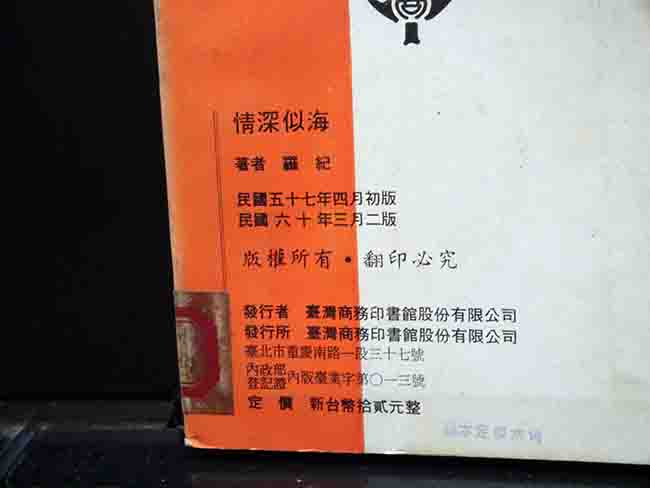 情深似海
著者 羅 紀
民國五十七年四月初版
民國六十年三月二版
版權所有・翻印必究
發行者 臺灣商務印書館股份有限公司
發行所 臺灣商務印書館股份有限公司
臺北市重慶南路一段三十七號
內政部
登記證內版臺業字第〇一三號
定 價 新台幣拾貳元整